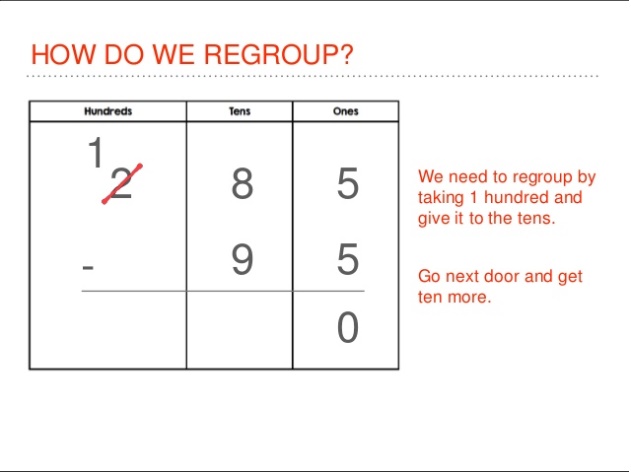 HOW DO WE REGROUP?
Hundreds Tens Ones
1
2 8 5
- 9 5
0
We need to regroup by
taking 1 hundred and
give it to the tens.
Go next door and get
ten more.